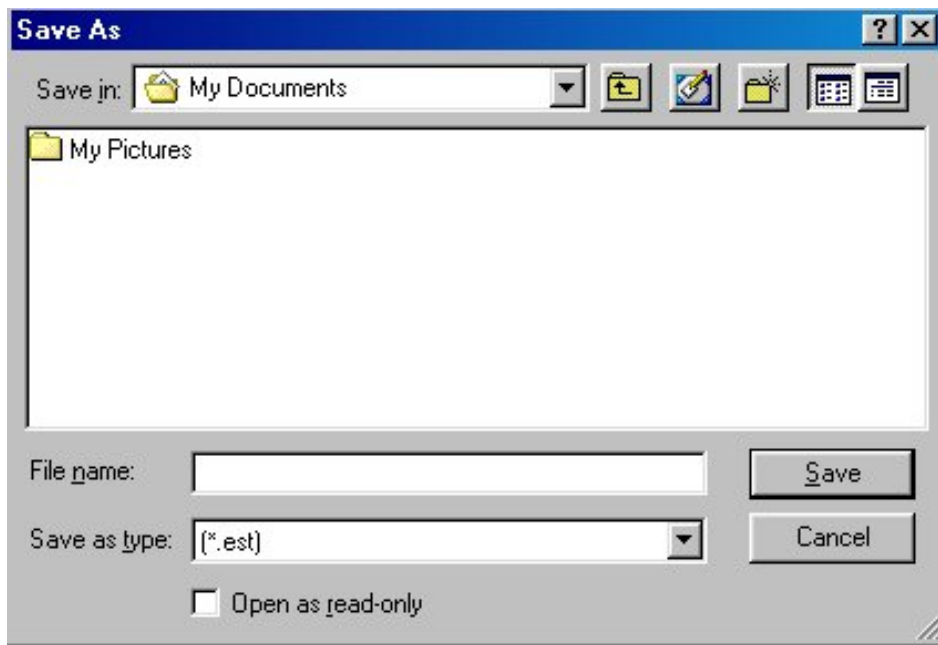 Save As
Save in: My Documents
My Pictures
File name:
Save
Save as type: (*.est)
Cancel
Open as read-only